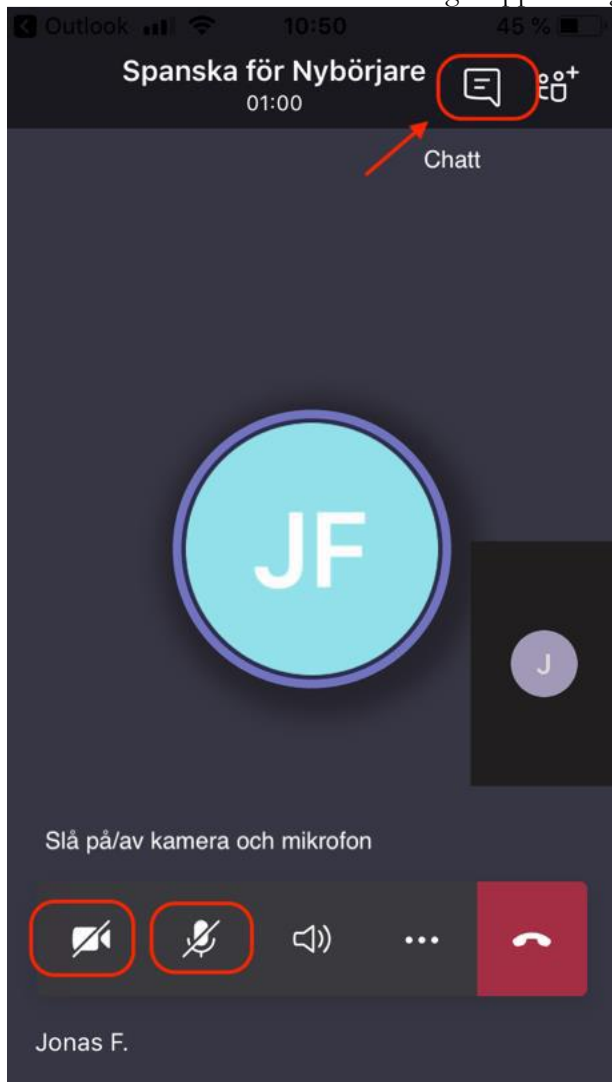 Outlook 10:50 45 %
Spanska för Nybörjare
01:00
Chatt
JF
J
Slå på/av kamera och mikrofon
Jonas F.